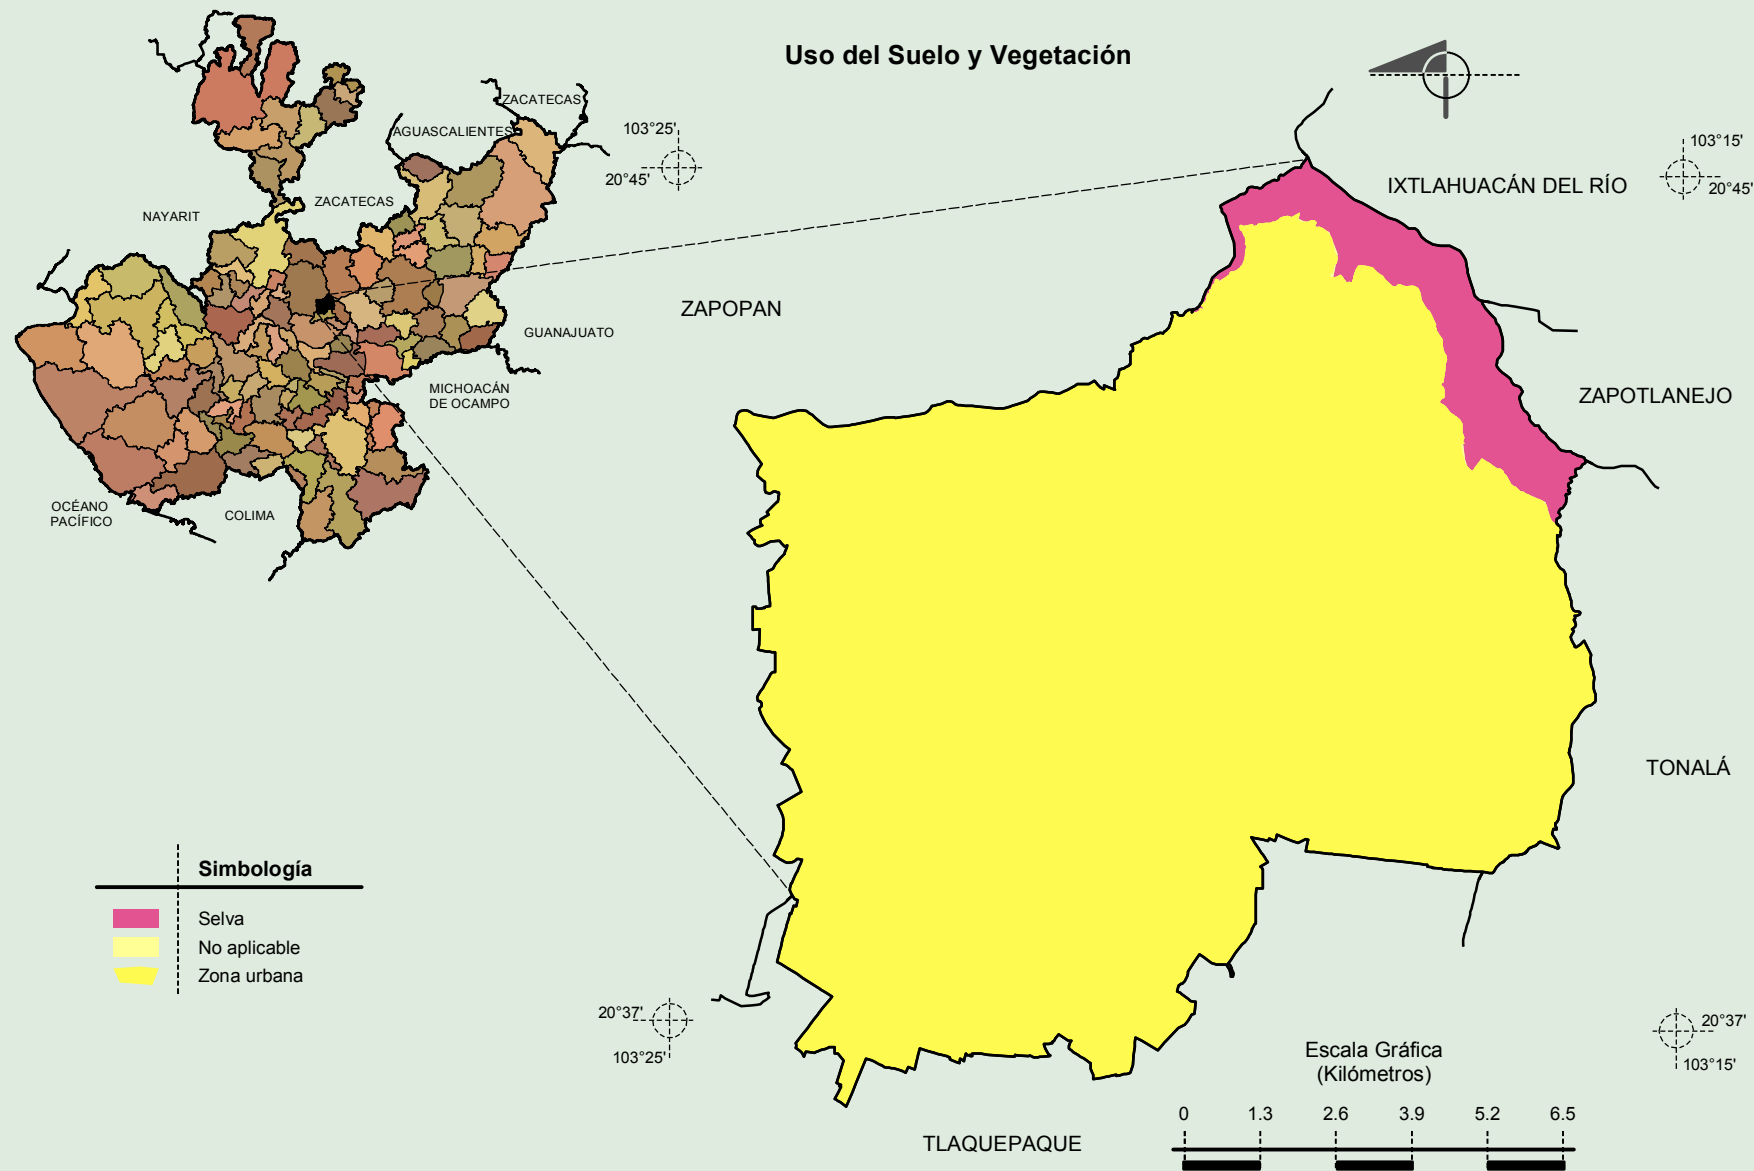 Uso del Suelo y Vegetación
ZACATECAS
AGUASCALIENTES
103°25'
20°45'
103°15'
20°45'
IXTLAHUACÁN DEL RÍO
ZACATECAS
NAYARIT
ZAPOPAN
GUANAJUATO
MICHOACÁN
DE OCAMPO
ZAPOTLANEJO
OCÉANO
PACÍFICO
COLIMA
TONALÁ
Simbología
Selva
No aplicable
Zona urbana
20°37'
103°25'
20°37'
103°15'
Escala Gráfica
(Kilómetros)
0 1.3 2.6 3.9 5.2 6.5
TLAQUEPAQUE